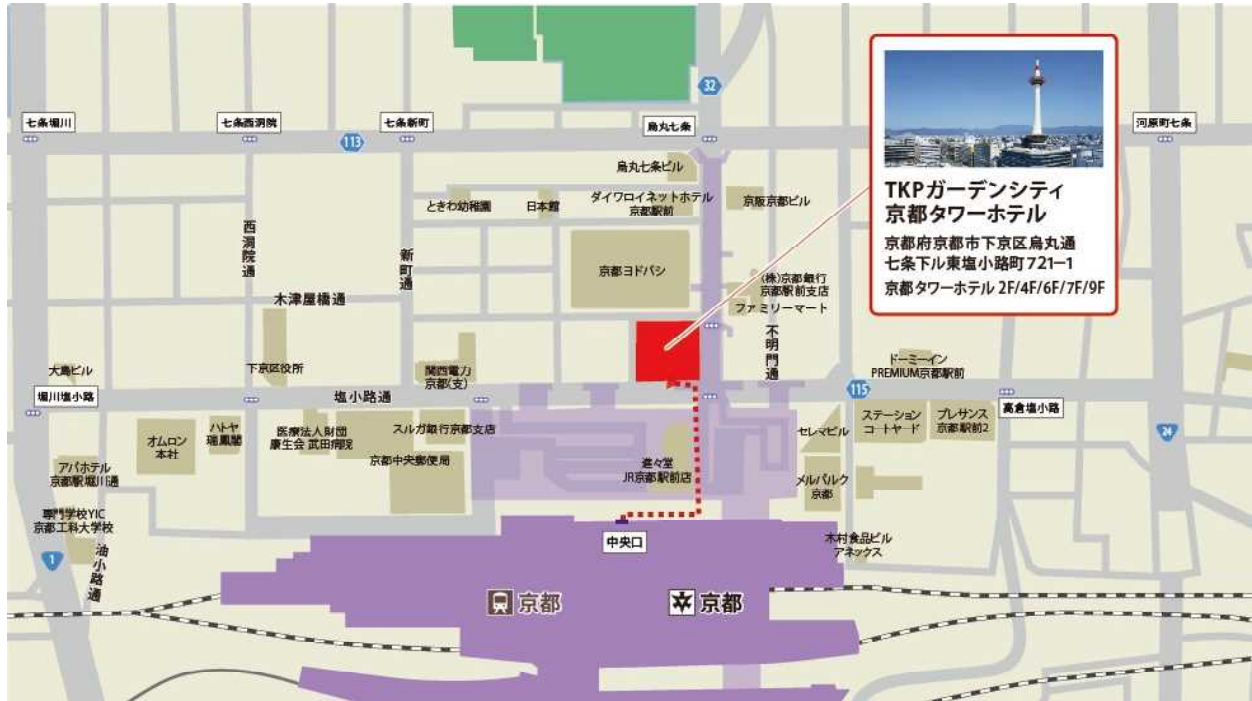 32
七条堀川
七条西洞院
七条新町
烏丸七条
河原町七条
113
烏丸七条ビル
ときわ幼稚園
日本館
ダイワロイネットホテル
京都駅前
京阪京都ビル
TKPガーデンシティ
京都タワーホテル
京都府京都市下京区烏丸通
七条下ル東塩小路町721-1
京都タワーホテル 2F/4F/6F/7F/9F
西洞院通
新町通
京都ヨドバシ
(株)京都銀行
京都駅前支店
ファミリーマート
木津屋橋通
不明門通
大島ビル
下京区役所
関西電力
京都(支)
ドーミーイン
PREMIUM京都駅前
堀川塩小路
塩小路通
115
高倉塩小路
オムロン
本社
ハトヤ
瑞鳳閣
医療法人財団
康生会 武田病院
スルガ銀行京都支店
京都中央郵便局
進々堂
JR京都駅前店
セレマビル
ステーション
コートヤード
プレサンス
京都駅前2
24
アパホテル
京都駅堀川通
メルパルク
京都
専門学校YIC
京都工科大学校
中央口
木村食品ビル
アネックス
1
油小路通
京都
京都